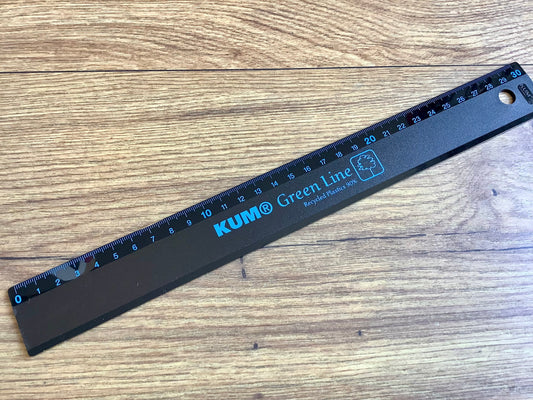 0 1 2 3 4 5 6 7 8 9 10 11 12 13 14 15 16 17 18 19 20 21 22 23 24 25 26 27 28 29 30
KUM® Green Line
Recycled Plastics 90%